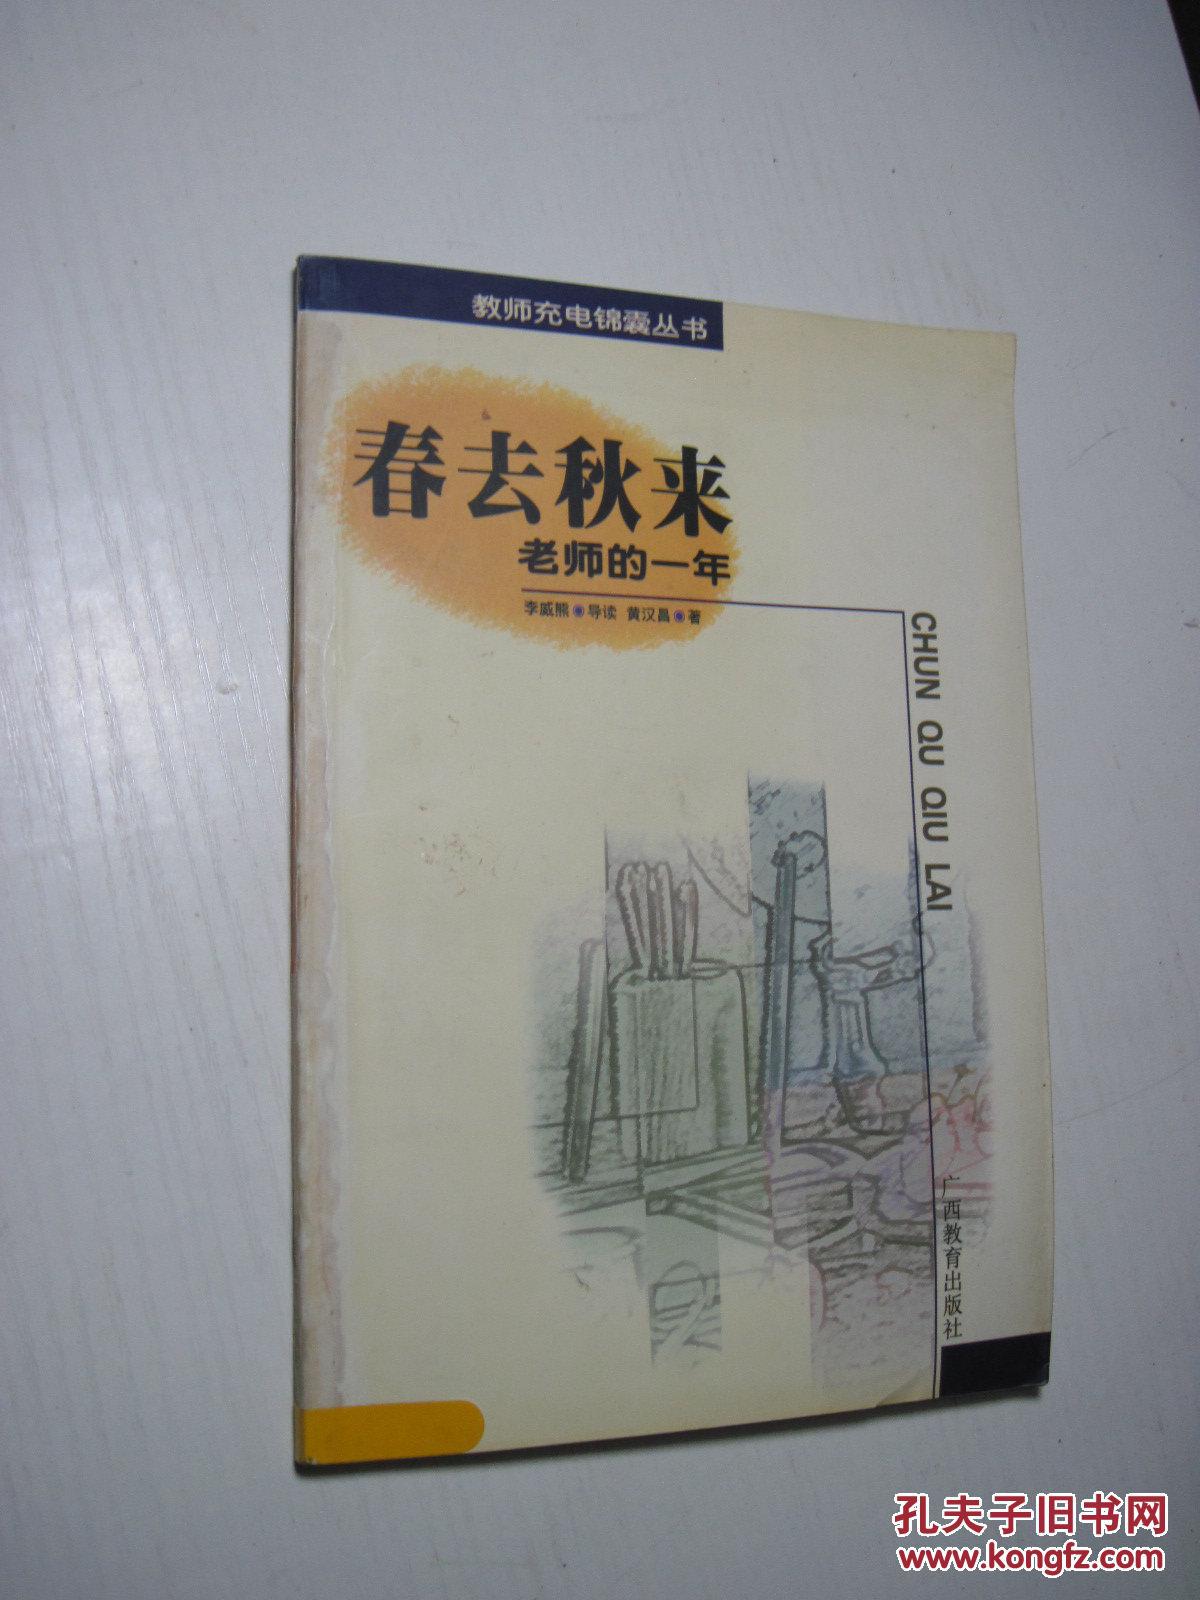 教师充电锦囊丛书
春去秋来
老师的一年
李威熊◉导读 黄汉昌◉著
CHUN QU QIU LAI
广西教育出版社
孔夫子旧书网
www.kongfz.com